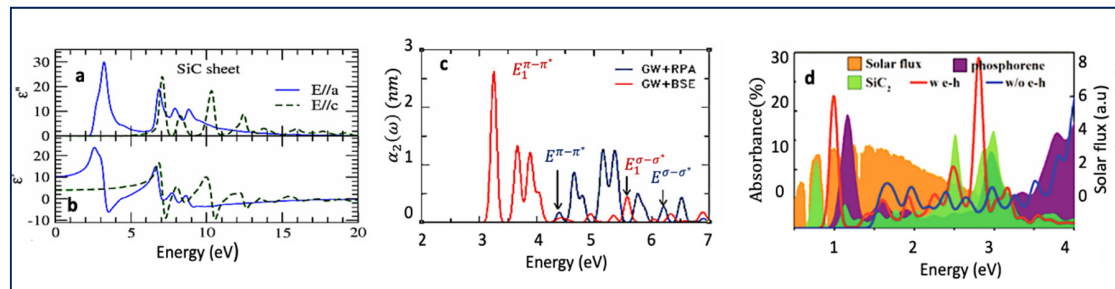 a
SiC sheet
E//a
E//c
30
20
10
0
ε''
b
20
10
0
-10
ε'
0
5
10
15
20
Energy (eV)
c
3
2
1
0
α₂(ω) (nm)
E₁^{π−π*}
GW+RPA
GW+BSE
E^{π−π*}
E₁^{σ−σ*}
E^{σ−σ*}
2
3
4
5
6
7
Energy (eV)
d
Solar flux
phosphorene
SiC₂
w e-h
w/o e-h
30
20
10
0
Absorbance(%)
8
6
4
2
0
Solar flux (a.u)
1
2
3
4
Energy (eV)